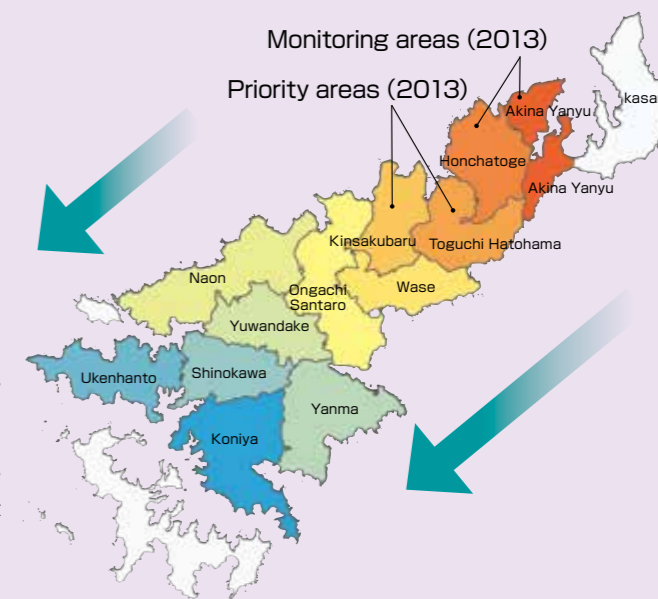 Monitoring areas (2013)
Priority areas (2013)
kasa
Akina Yanyu
Honchatoge
Akina Yanyu
Kinsakubaru
Toguchi Hatohama
Naon
Ongachi
Santaro
Wase
Yuwandake
Ukenhanto
Shinokawa
Yanma
Koniya